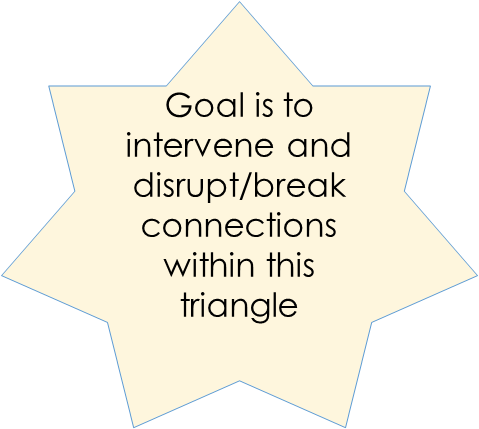 Goal is to
intervene and
disrupt/break
connections
within this
triangle